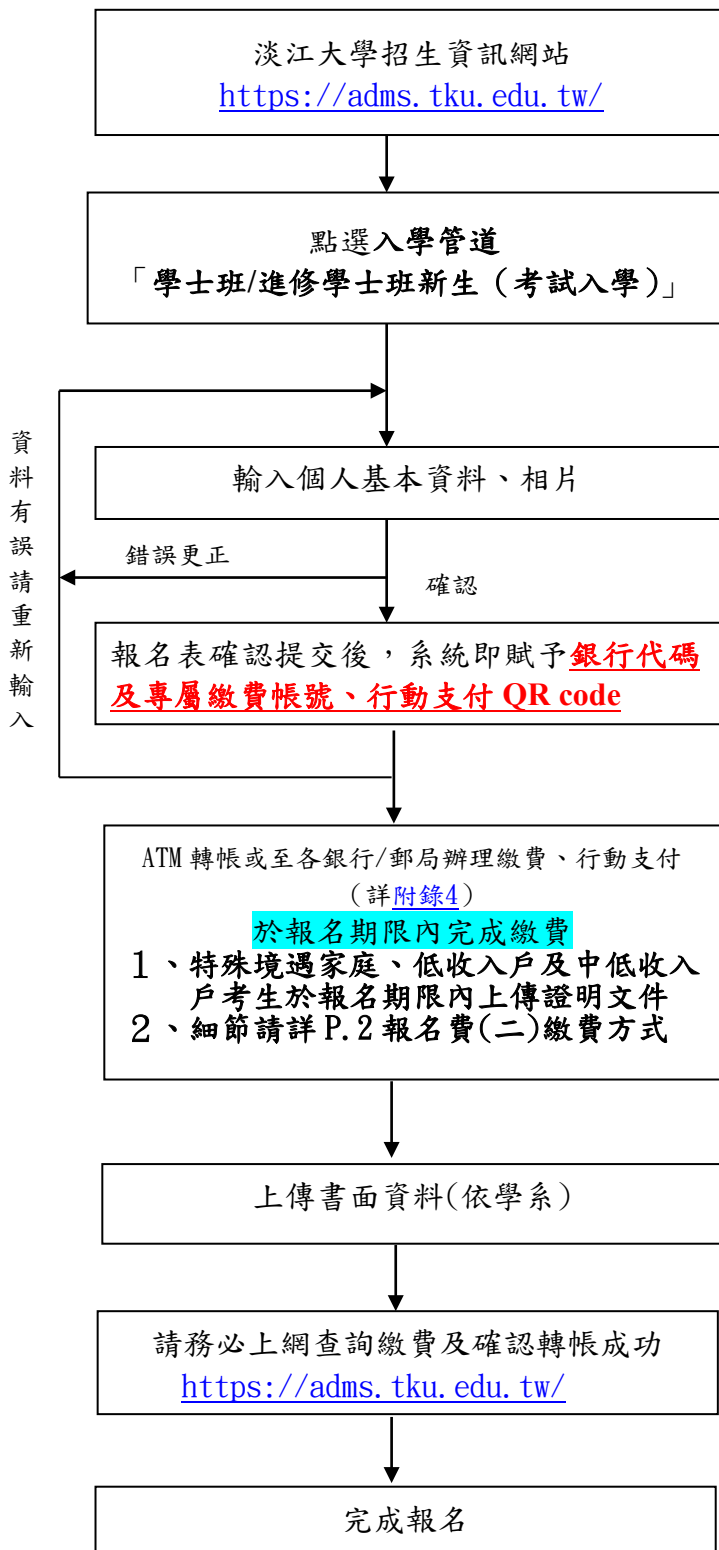 淡江大學招生資訊網站
https://adms.tku.edu.tw/
點選入學管道
「學士班/進修學士班新生（考試入學）」
資料有誤請重新輸入
輸入個人基本資料、相片
錯誤更正
確認
報名表確認提交後，系統即賦予銀行代碼
及專屬繳費帳號、行動支付 QR code
ATM 轉帳或至各銀行/郵局辦理繳費、行動支付
（詳附錄4）
於報名期限內完成繳費
１、特殊境遇家庭、低收入戶及中低收入
戶考生於報名期限內上傳證明文件
２、細節請詳 P.2 報名費(二)繳費方式
上傳書面資料(依學系)
請務必上網查詢繳費及確認轉帳成功
https://adms.tku.edu.tw/
完成報名